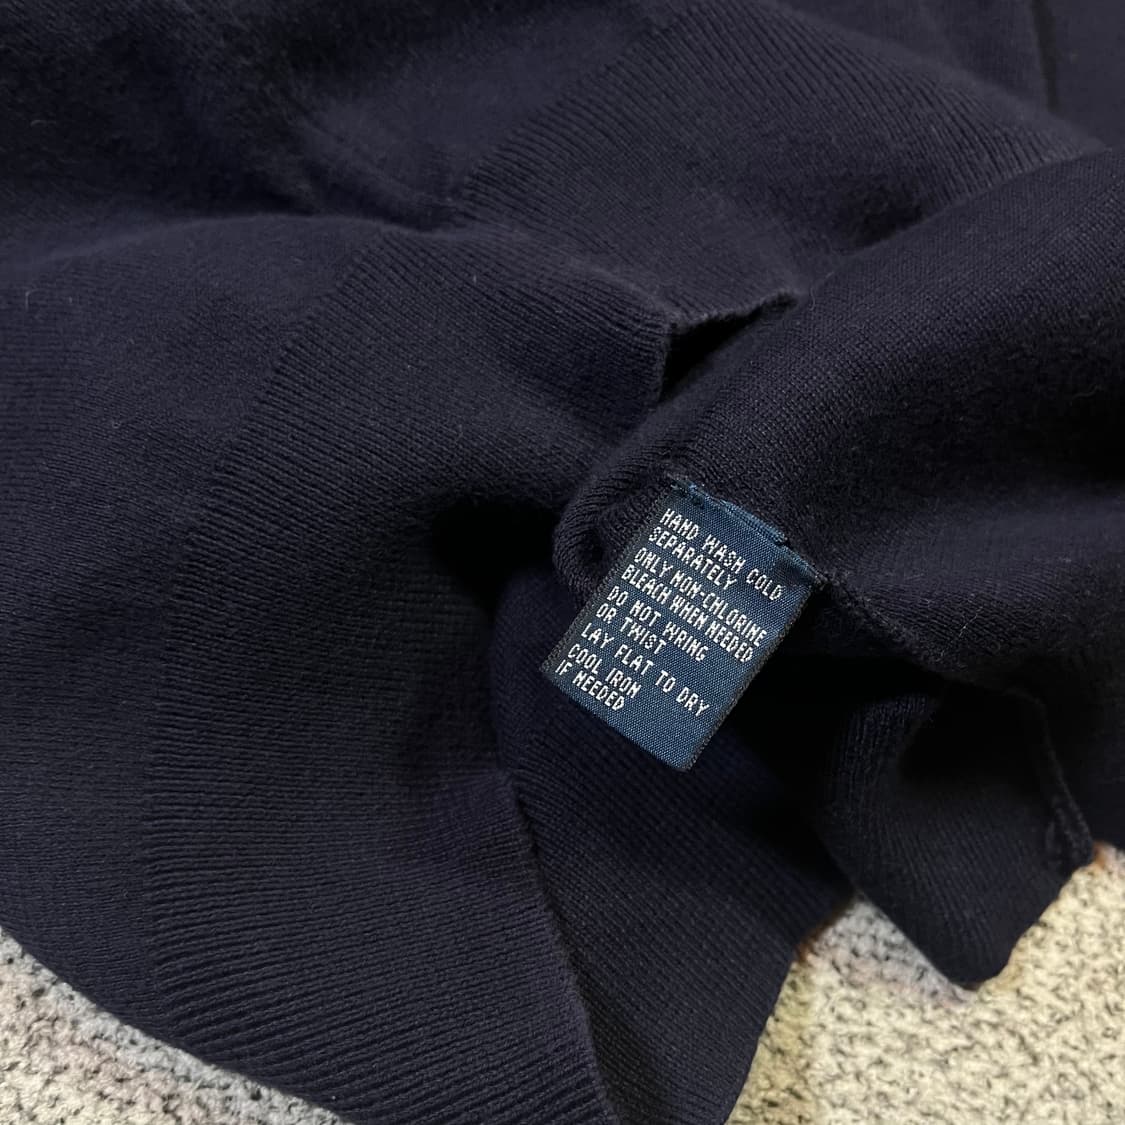 HAND WASH COLD
SEPARATELY
ONLY NON-CHLORINE
BLEACH WHEN NEEDED
DO NOT WRING
OR TWIST
LAY FLAT TO DRY
COOL IRON
IF NEEDED